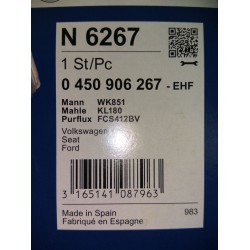 N 6267
1 St/Pc
0 450 906 267 - EHF
Mann WK851
Mahle KL180
Purflux FCS412BV
Volkswagen
Seat
Ford
3 165141 087963
Made in Spain 983
Fabriqué en Espagne